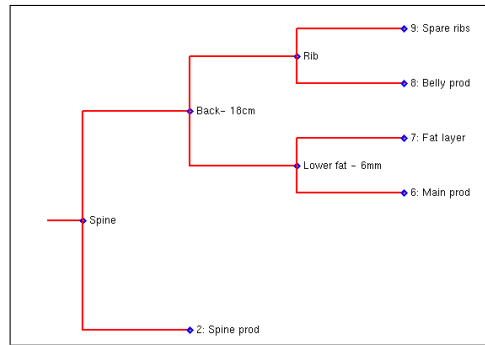 9: Spare ribs
Rib
8: Belly prod
Back- 18cm
7: Fat layer
Lower fat - 6mm
6: Main prod
Spine
2: Spine prod